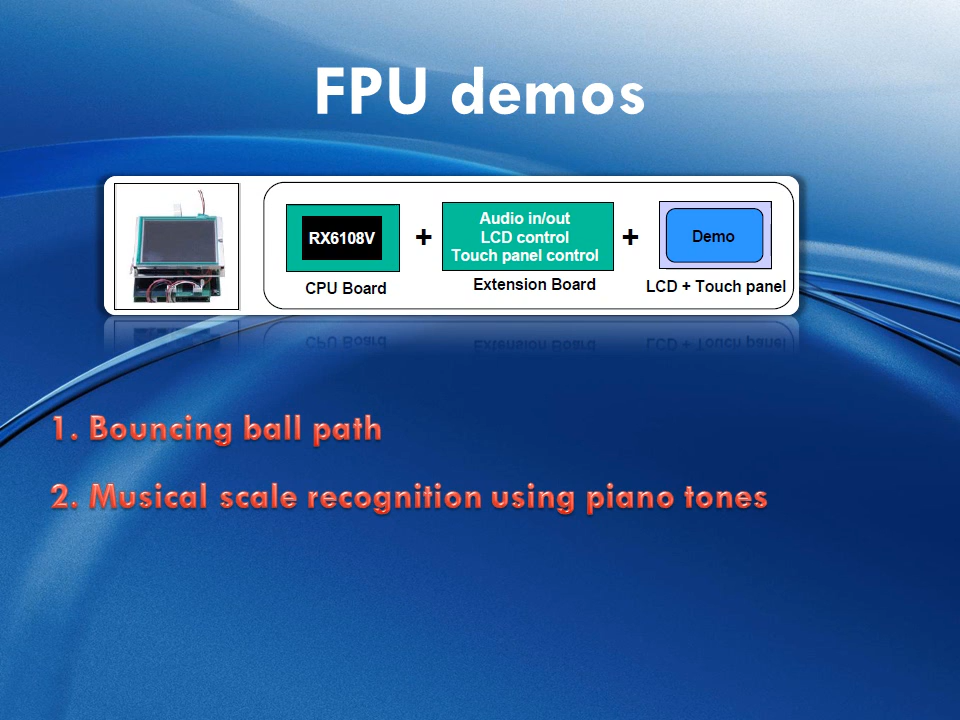 FPU demos
RX6108V
CPU Board
+
Audio in/out
LCD control
Touch panel control
Extension Board
+
Demo
LCD + Touch panel
1. Bouncing ball path
2. Musical scale recognition using piano tones